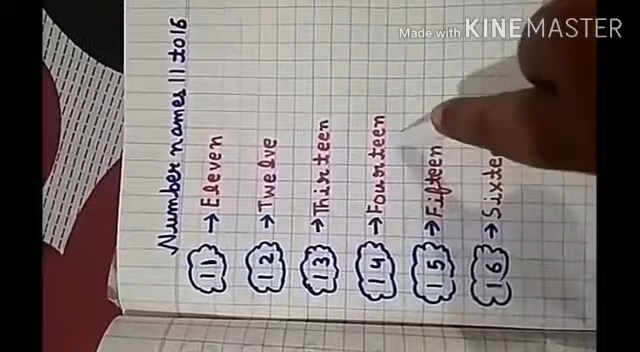 Made with KINEMASTER
Number names 11 to 16
11 → Eleven
12 → Twelve
13 → Thirteen
14 → Fourteen
15 → Fifteen
16 → Sixte